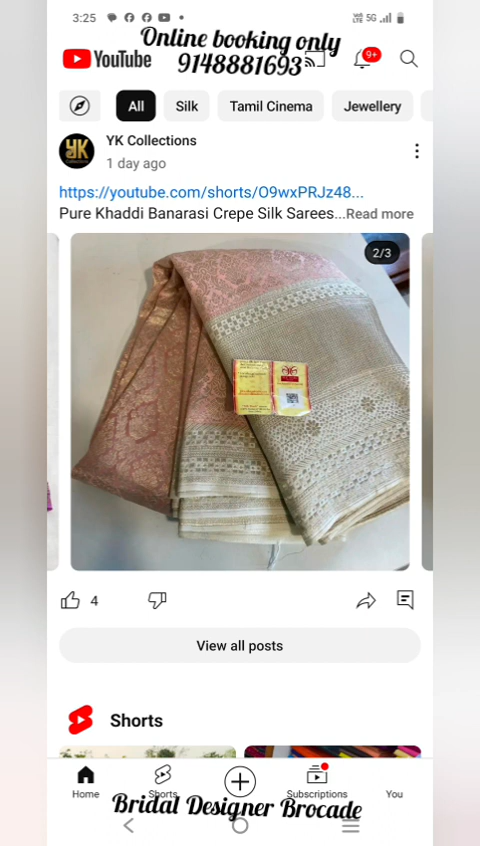 3:25
VoLTE 5G
Online booking only
YouTube
9148881693
9+
All
Silk
Tamil Cinema
Jewellery
YK Collections
1 day ago
https://youtube.com/shorts/O9wxPRJz48...
Pure Khaddi Banarasi Crepe Silk Sarees...Read more
2/3
4
View all posts
Shorts
Home
Shorts
Subscriptions
You
Bridal Designer Brocade